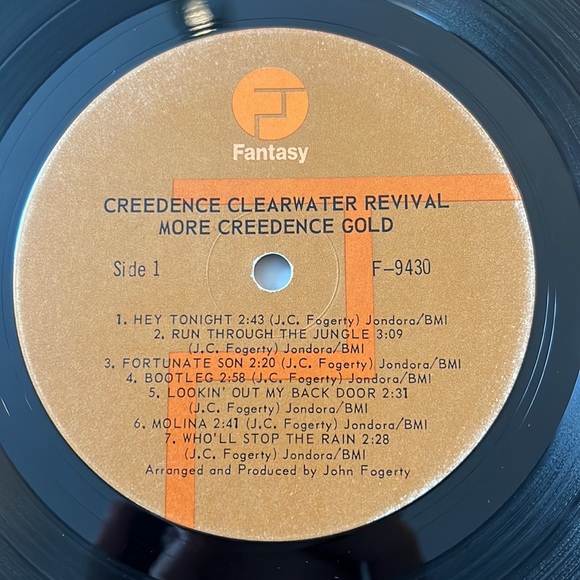 Fantasy
CREEDENCE CLEARWATER REVIVAL
MORE CREEDENCE GOLD
Side 1 F-9430
1. HEY TONIGHT 2:43 (J.C. Fogerty) Jondora/BMI
2. RUN THROUGH THE JUNGLE 3:09
(J.C. Fogerty) Jondora/BMI
3. FORTUNATE SON 2:20 (J.C. Fogerty) Jondora/BMI
4. BOOTLEG 2:58 (J.C. Fogerty) Jondora/BMI
5. LOOKIN' OUT MY BACK DOOR 2:31
(J.C. Fogerty) Jondora/BMI
6. MOLINA 2:41 (J.C. Fogerty) Jondora/BMI
7. WHO'LL STOP THE RAIN 2:28
(J.C. Fogerty) Jondora/BMI
Arranged and Produced by John Fogerty